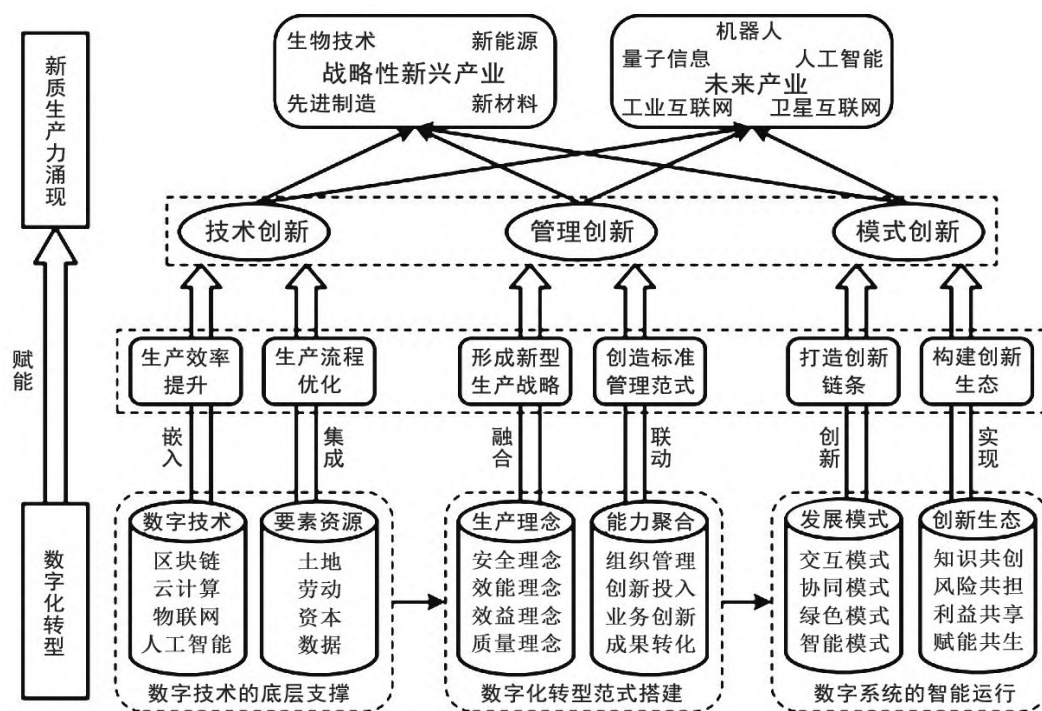 新质生产力涌现
赋能
数字化转型
生物技术 新能源
战略性新兴产业
先进制造 新材料
机器人
量子信息 人工智能
未来产业
工业互联网 卫星互联网
技术创新 管理创新 模式创新
生产效率
提升
生产流程
优化
形成新型
生产战略
创造标准
管理范式
打造创新
链条
构建创新
生态
嵌入 集成 融合 联动 创新 实现
数字技术
区块链
云计算
物联网
人工智能
要素资源
土地
劳动
资本
数据
数字技术的底层支撑
生产理念
安全理念
效能理念
效益理念
质量理念
能力聚合
组织管理
创新投入
业务创新
成果转化
数字化转型范式搭建
发展模式
交互模式
协同模式
绿色模式
智能模式
创新生态
知识共创
风险共担
利益共享
赋能共生
数字系统的智能运行